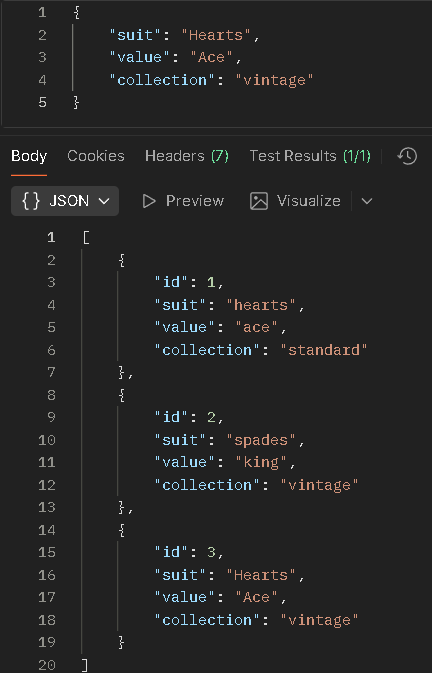 1 {
2 "suit": "Hearts",
3 "value": "Ace",
4 "collection": "vintage"
5 }
Body Cookies Headers (7) Test Results (1/1)
{} JSON Preview Visualize
1 [
2 {
3 "id": 1,
4 "suit": "hearts",
5 "value": "ace",
6 "collection": "standard"
7 },
8 {
9 "id": 2,
10 "suit": "spades",
11 "value": "king",
12 "collection": "vintage"
13 },
14 {
15 "id": 3,
16 "suit": "Hearts",
17 "value": "Ace",
18 "collection": "vintage"
19 }
20 ]